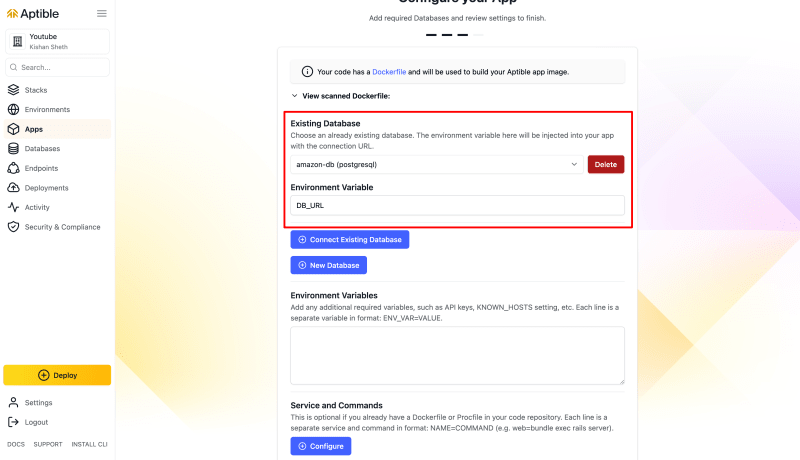 Aptible
Youtube
Kishan Sheth
Search...
Stacks
Environments
Apps
Databases
Endpoints
Deployments
Activity
Security & Compliance
Deploy
Settings
Logout
DOCS SUPPORT INSTALL CLI
Configure your App
Add required Databases and review settings to finish.
Your code has a Dockerfile and will be used to build your Aptible app image.
View scanned Dockerfile:
Existing Database
Choose an already existing database. The environment variable here will be injected into your app
with the connection URL.
amazon-db (postgresql)
Delete
Environment Variable
DB_URL
Connect Existing Database
New Database
Environment Variables
Add any additional required variables, such as API keys, KNOWN_HOSTS setting, etc. Each line is a
separate variable in format: ENV_VAR=VALUE.
Service and Commands
This is optional if you already have a Dockerfile or Procfile in your code repository. Each line is a
separate service and command in format: NAME=COMMAND (e.g. web=bundle exec rails server).
Configure